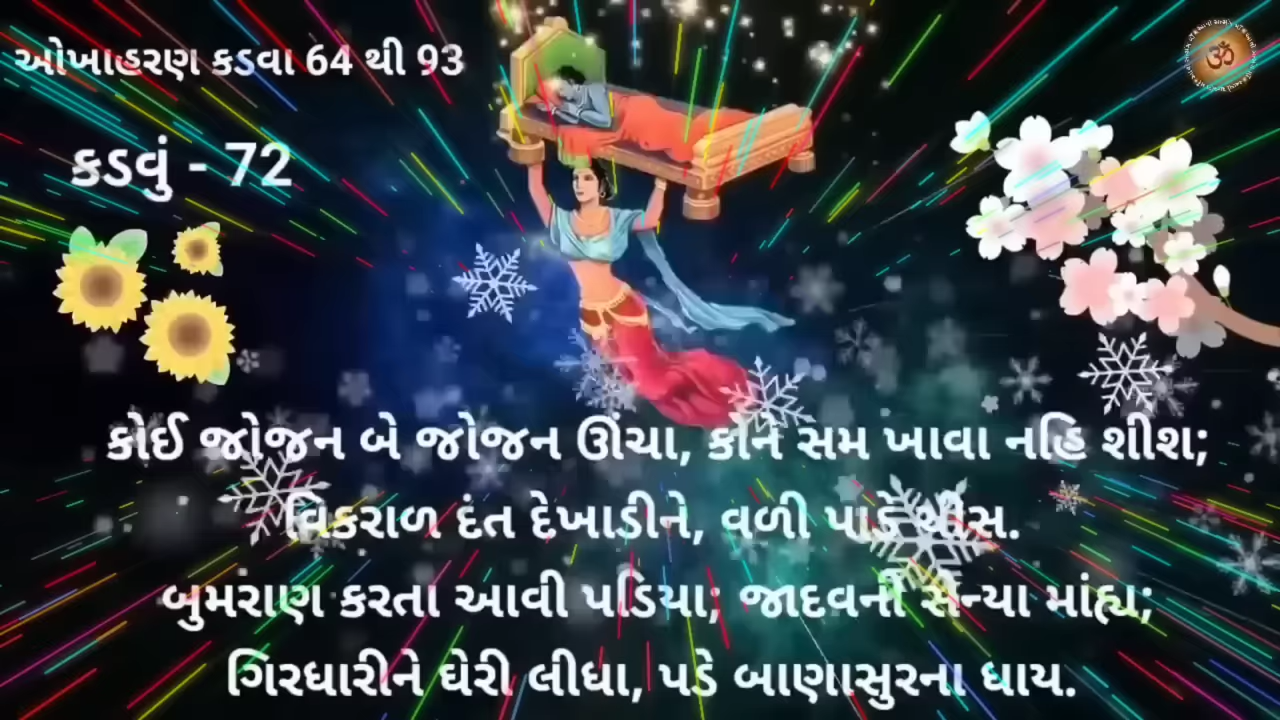 ઓખાહરણ કડવા 64 થી 93
કડવું - 72
કોઈ જોજન બે જોજન ઊંચા, કોને સમ ખાવા નહિ શીશ;
વિકરાળ દંત દેખાડીને, વળી પાડે ચીસ.
બુમરાણ કરતા આવી પડિયા; જાદવની સેન્યા માંહ્ય;
ગિરધારીને ઘેરી લીધા, પડે બાણાસુરના ધાય.